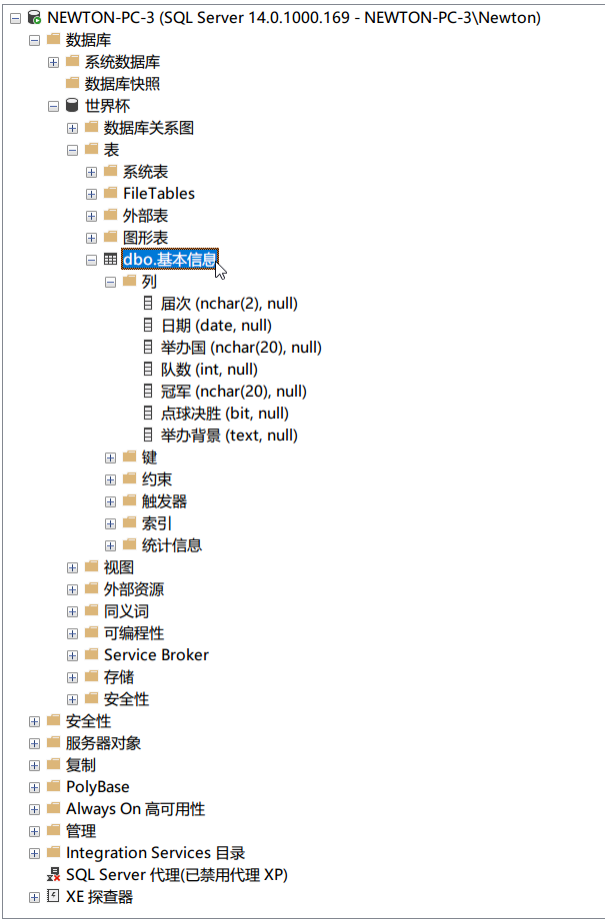 NEWTON-PC-3 (SQL Server 14.0.1000.169 - NEWTON-PC-3\Newton)
数据库
系统数据库
数据库快照
世界杯
数据库关系图
表
系统表
FileTables
外部表
图形表
dbo.基本信息
列
届次 (nchar(2), null)
日期 (date, null)
举办国 (nchar(20), null)
队数 (int, null)
冠军 (nchar(20), null)
点球决胜 (bit, null)
举办背景 (text, null)
键
约束
触发器
索引
统计信息
视图
外部资源
同义词
可编程性
Service Broker
存储
安全性
安全性
服务器对象
复制
PolyBase
Always On 高可用性
管理
Integration Services 目录
SQL Server 代理(已禁用代理 XP)
XE 探查器